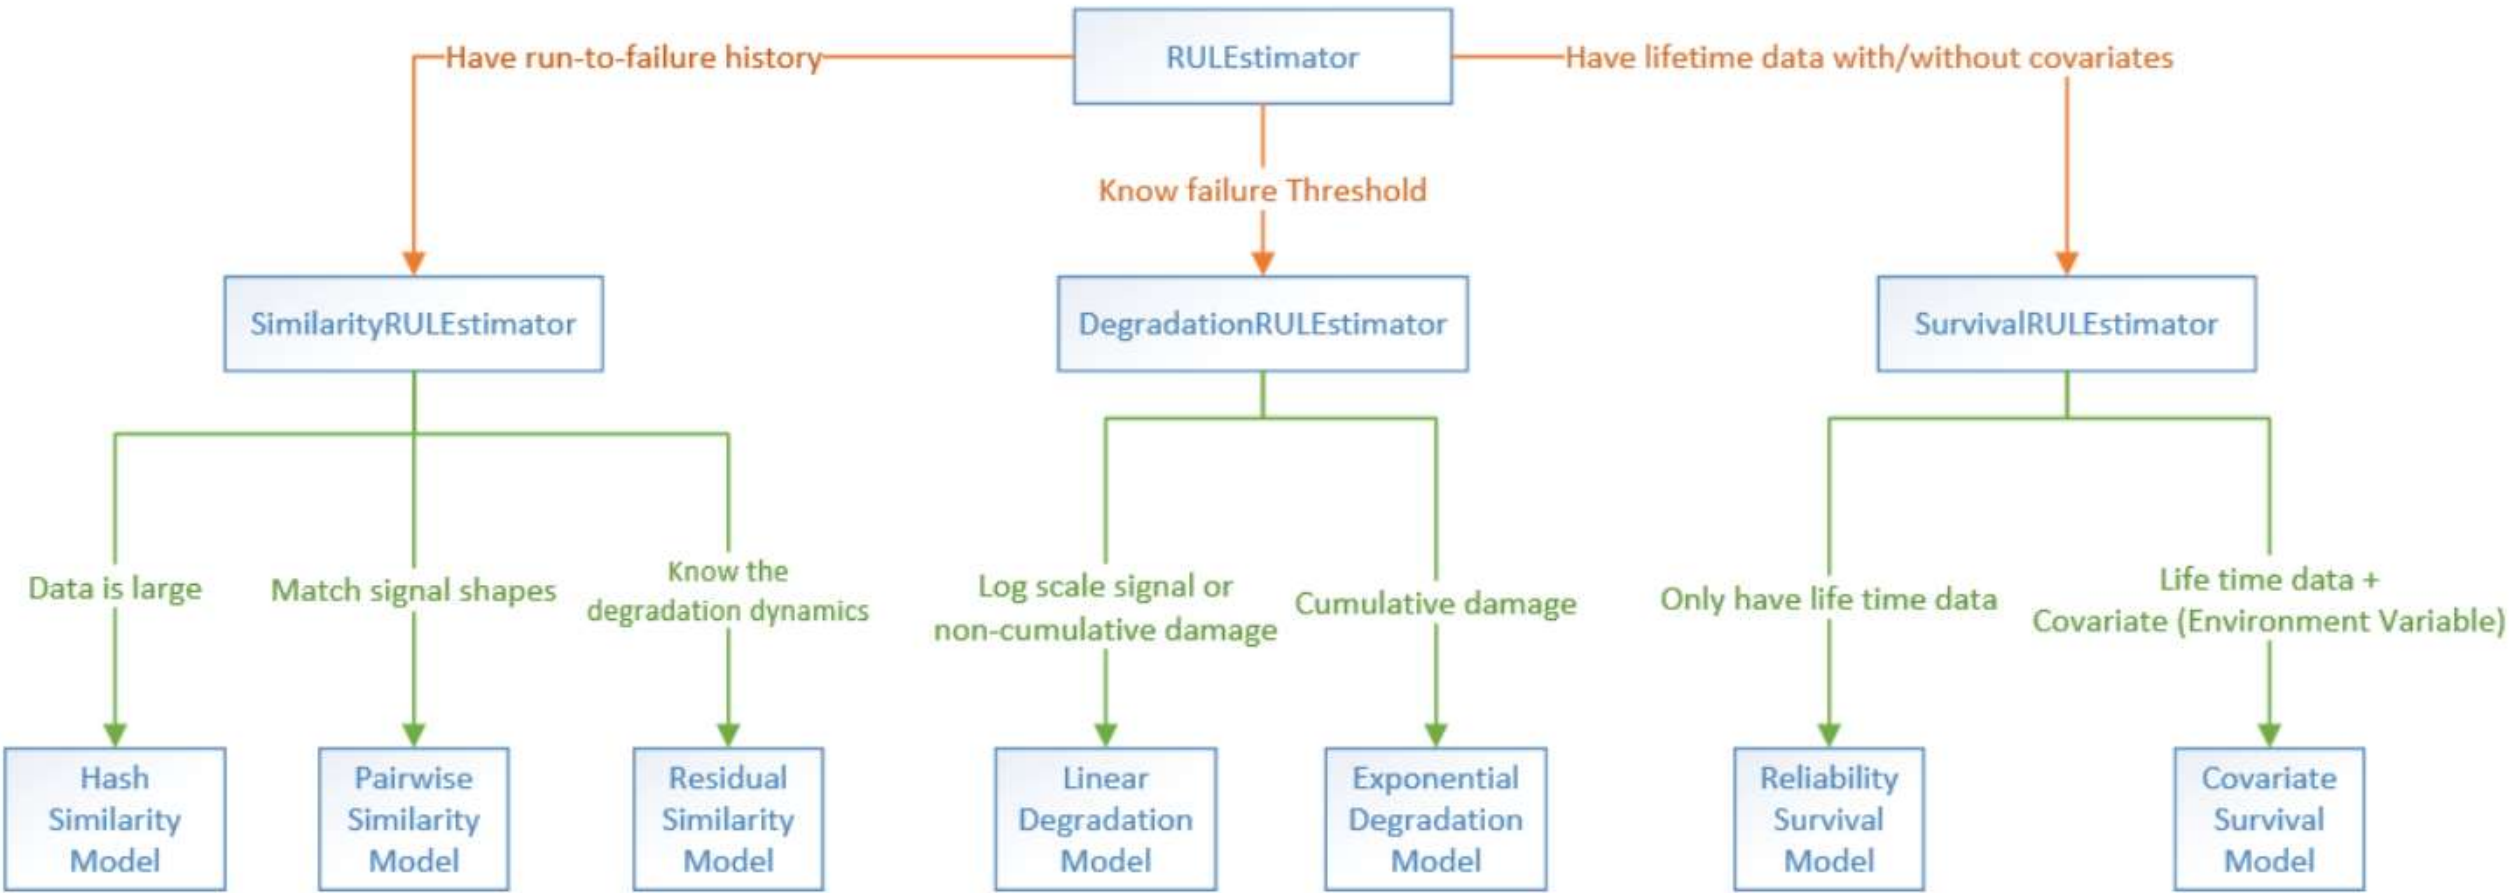 RULEstimator
Have run-to-failure history
Have lifetime data with/without covariates
Know failure Threshold
SimilarityRULEstimator
DegradationRULEstimator
SurvivalRULEstimator
Data is large
Match signal shapes
Know the
degradation dynamics
Log scale signal or
non-cumulative damage
Cumulative damage
Only have life time data
Life time data +
Covariate (Environment Variable)
Hash
Similarity
Model
Pairwise
Similarity
Model
Residual
Similarity
Model
Linear
Degradation
Model
Exponential
Degradation
Model
Reliability
Survival
Model
Covariate
Survival
Model